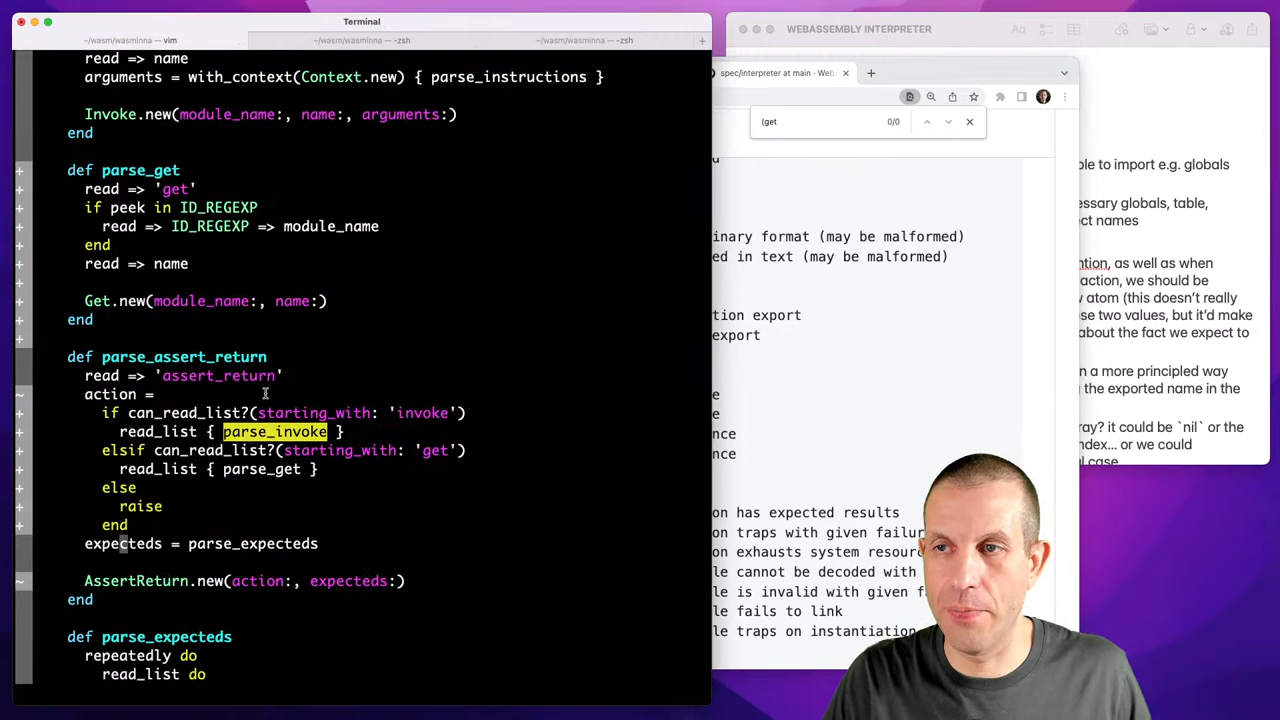 Terminal
~/wasm/wasminna — vim
~/wasm/wasminna — -zsh
~/wasm/wasminna — -zsh
+
read => name
arguments = with_context(Context.new) { parse_instructions }
Invoke.new(module_name:, name:, arguments:)
end
+ def parse_get
+ read => 'get'
+ if peek in ID_REGEXP
+ read => ID_REGEXP => module_name
+ end
+ read => name
+
+ Get.new(module_name:, name:)
+ end
+
def parse_assert_return
read => 'assert_return'
~ action =
+ if can_read_list?(starting_with: 'invoke')
+ read_list { parse_invoke }
+ elsif can_read_list?(starting_with: 'get')
+ read_list { parse_get }
+ else
+ raise
+ end
expecteds = parse_expecteds
~ AssertReturn.new(action:, expecteds:)
end
def parse_expecteds
repeatedly do
read_list do
WEBASSEMBLY INTERPRETER
Aa
spec/interpreter at main · Web
(get
0/0
inary format (may be malformed)
ed in text (may be malformed)
tion export
export
e
e
nce
nce
on has expected results
on traps with given failur
on exhausts system resour
le cannot be decoded with
le is invalid with given f
le fails to link
le traps on instantiation
ble to import e.g. globals
essary globals, table,
ect names
ntion, as well as when
action, we should be
w atom (this doesn't really
ese two values, but it'd make
about the fact we expect to
n a more principled way
g the exported name in the
ray? it could be `nil` or the
ndex... or we could
al case